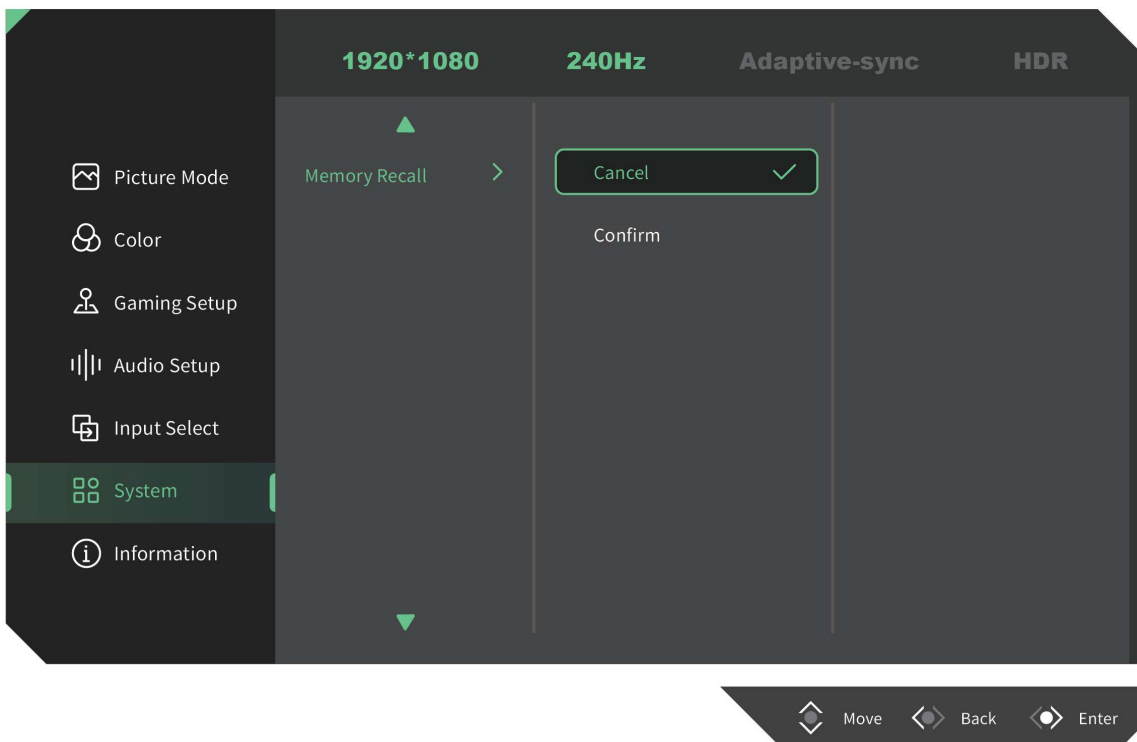 1920*1080 240Hz Adaptive-sync HDR
Picture Mode
Color
Gaming Setup
Audio Setup
Input Select
System
Information
Memory Recall
Cancel
Confirm
Move Back Enter